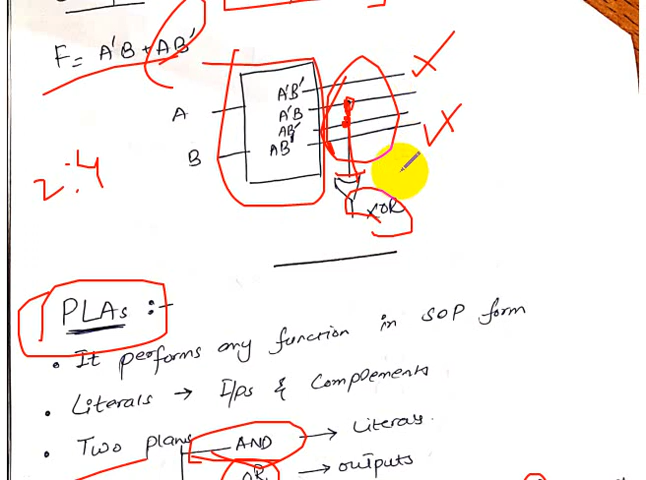 F = A'B + AB'
A'B'
A
A'B
AB'
B
AB
2:4
XOR
PLAs :-
• It performs any function in SOP form
• Literals → I/ps & Complements
• Two plans
AND → Literals.
OR → outputs